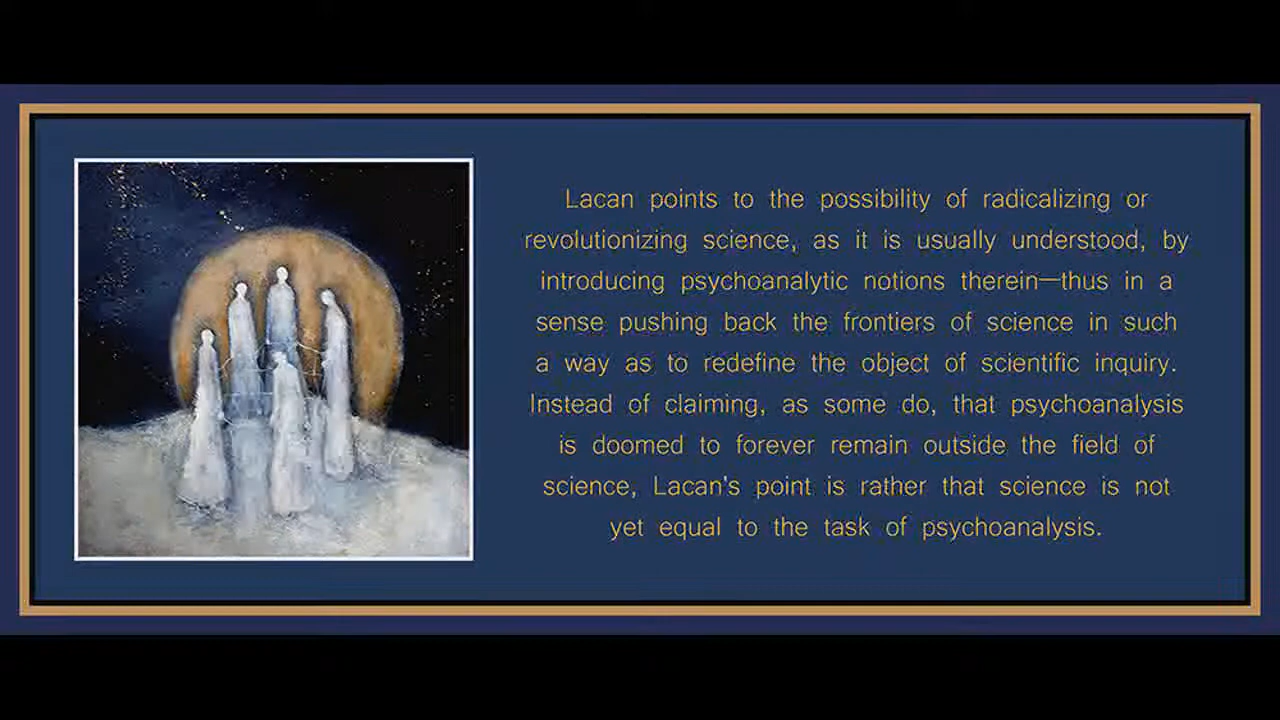 Lacan points to the possibility of radicalizing or
revolutionizing science, as it is usually understood, by
introducing psychoanalytic notions therein—thus in a
sense pushing back the frontiers of science in such
a way as to redefine the object of scientific inquiry.
Instead of claiming, as some do, that psychoanalysis
is doomed to forever remain outside the field of
science, Lacan's point is rather that science is not
yet equal to the task of psychoanalysis.